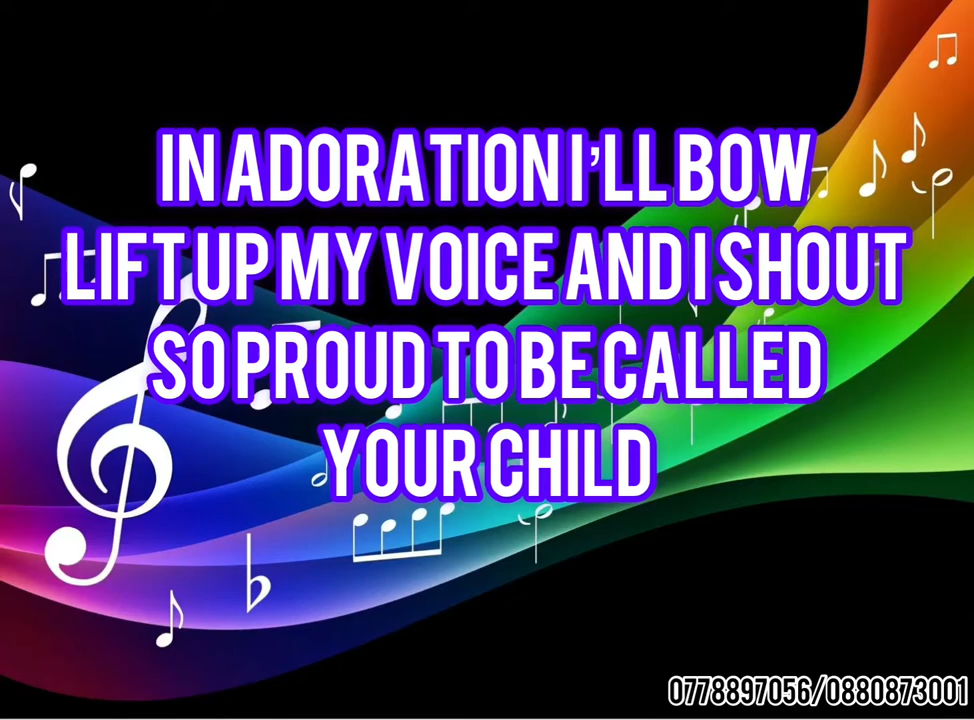 IN ADORATION I'LL BOW
LIFT UP MY VOICE AND I SHOUT
SO PROUD TO BE CALLED
YOUR CHILD
0778897056/0880873001